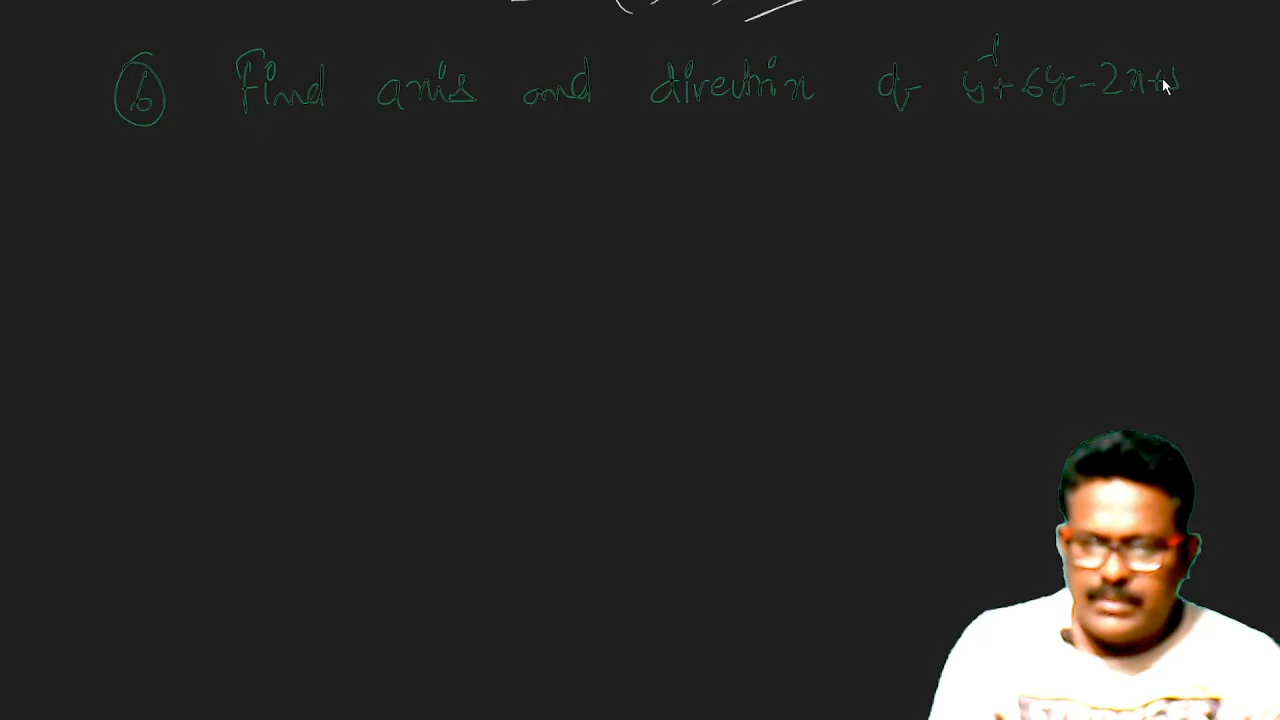 6 Find axis and directrix of y²+6y-2x+